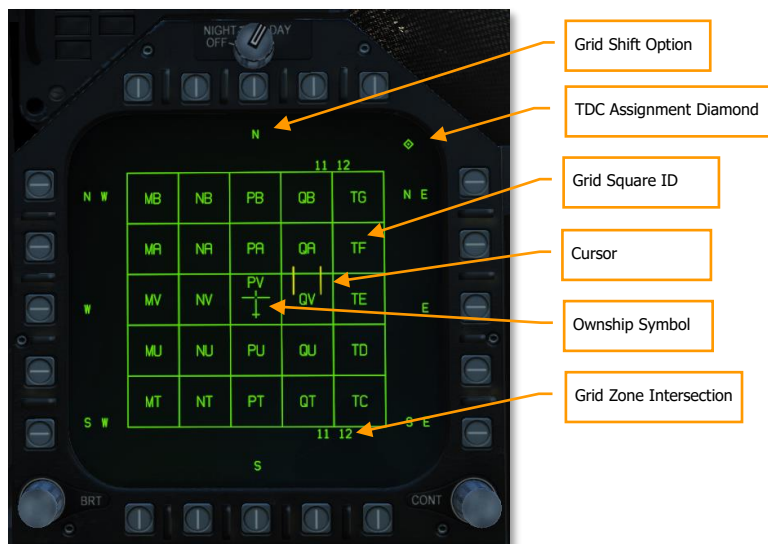 NIGHT DAY
OFF
Grid Shift Option
N
TDC Assignment Diamond
11 12
N W MB NB PB QB TG N E
Grid Square ID
MA NA PA QA TF
Cursor
PV
W MV NV QV TE E
Ownship Symbol
MU NU PU QU TD
Grid Zone Intersection
MT NT PT QT TC
S W S E
11 12
S
BRT CONT